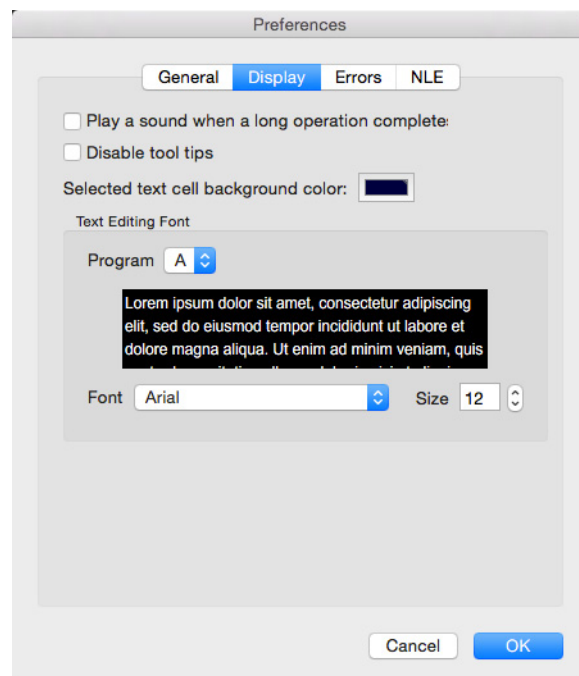 Preferences
General Display Errors NLE
Play a sound when a long operation complete
Disable tool tips
Selected text cell background color:
Text Editing Font
Program A
Lorem ipsum dolor sit amet, consectetur adipiscing
elit, sed do eiusmod tempor incididunt ut labore et
dolore magna aliqua. Ut enim ad minim veniam, quis
Font Arial Size 12
Cancel OK